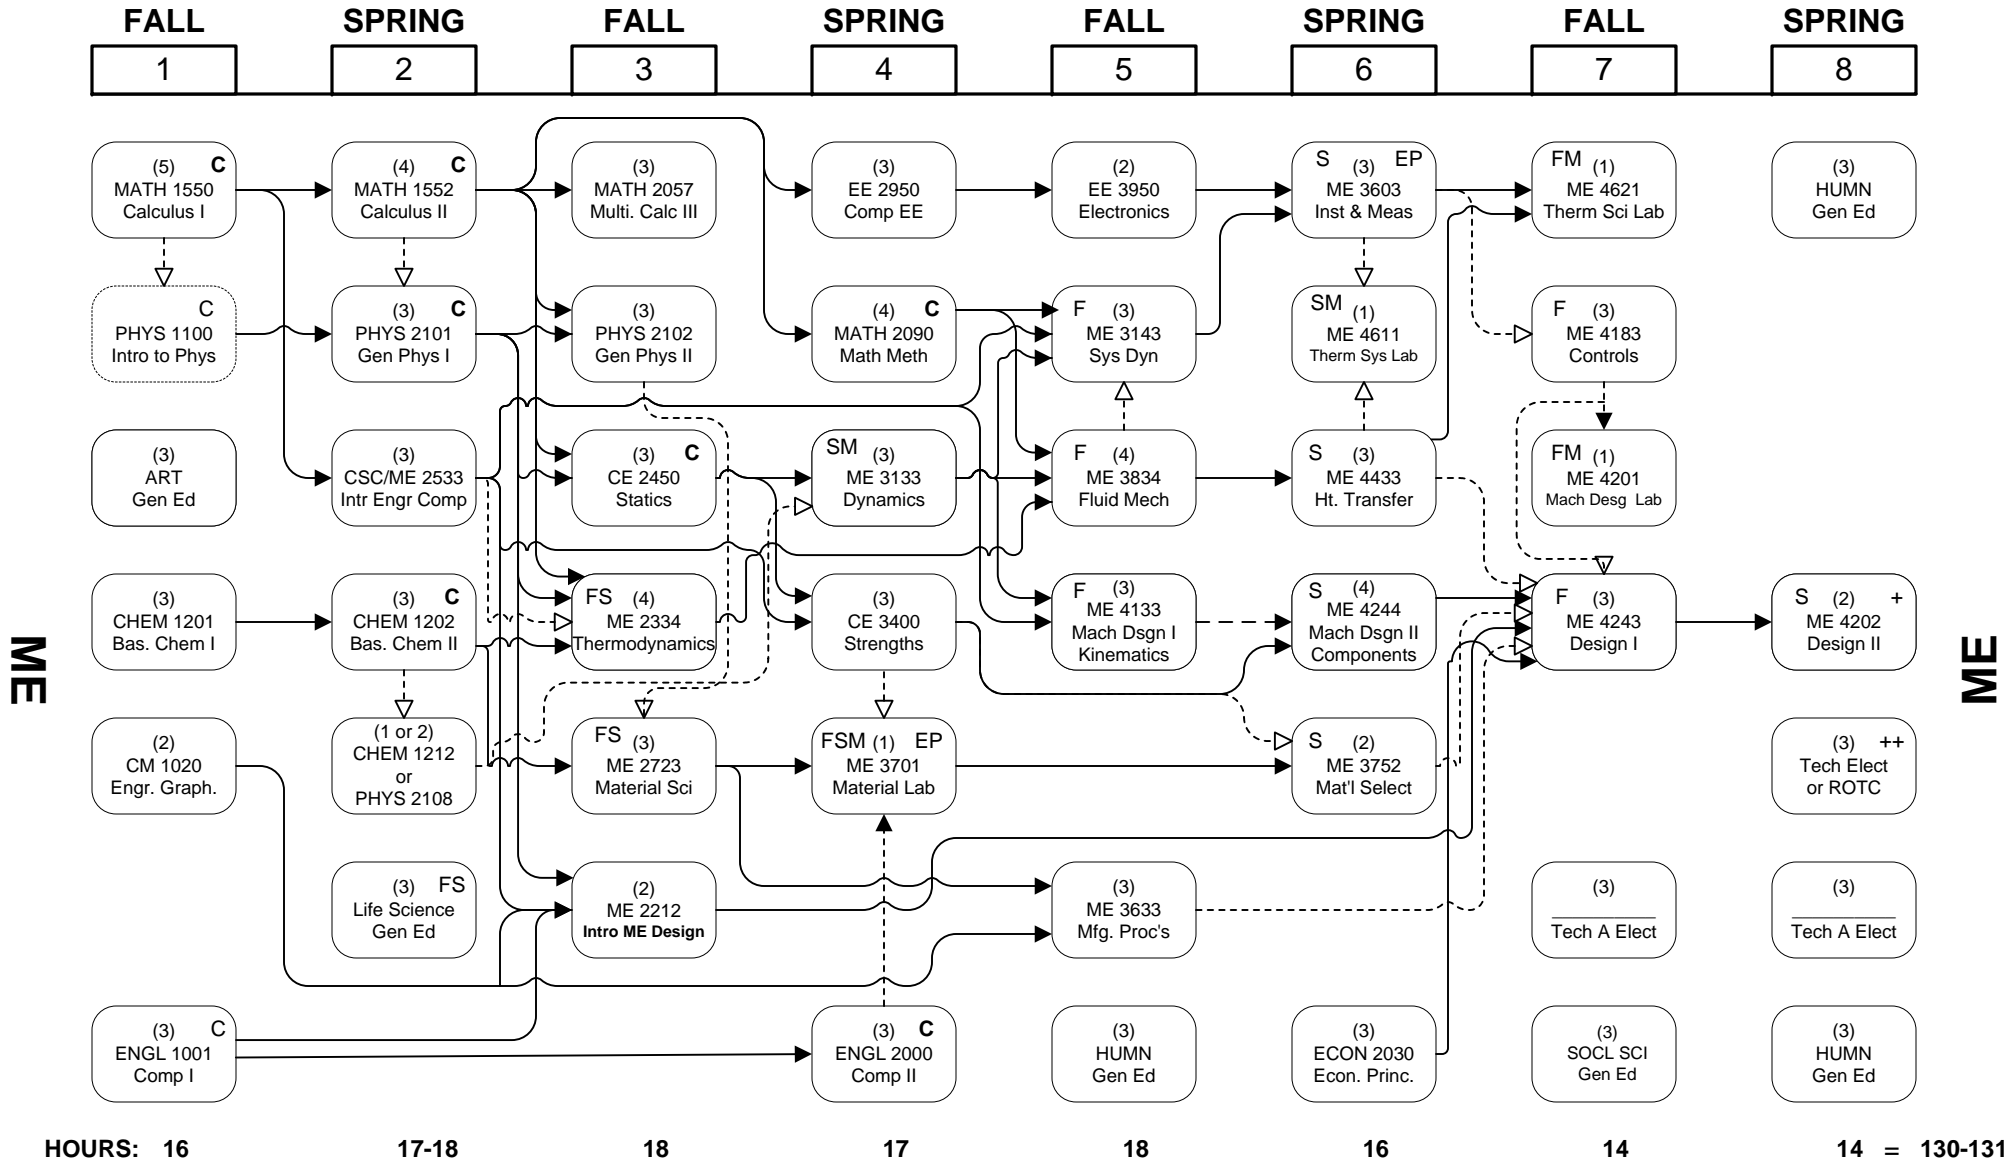 FALL SPRING FALL SPRING FALL SPRING FALL SPRING
1 2 3 4 5 6 7 8
(5) C
MATH 1550
Calculus I
(4) C
MATH 1552
Calculus II
(3)
MATH 2057
Multi. Calc III
(3)
EE 2950
Comp EE
(2)
EE 3950
Electronics
S (3) EP
ME 3603
Inst & Meas
FM (1)
ME 4621
Therm Sci Lab
(3)
HUMN
Gen Ed
C
PHYS 1100
Intro to Phys
(3) C
PHYS 2101
Gen Phys I
(3)
PHYS 2102
Gen Phys II
(4) C
MATH 2090
Math Meth
F (3)
ME 3143
Sys Dyn
SM (1)
ME 4611
Therm Sys Lab
F (3)
ME 4183
Controls
(3)
ART
Gen Ed
(3)
CSC/ME 2533
Intr Engr Comp
(3) C
CE 2450
Statics
SM (3)
ME 3133
Dynamics
F (4)
ME 3834
Fluid Mech
S (3)
ME 4433
Ht. Transfer
FM (1)
ME 4201
Mach Desg Lab
(3)
CHEM 1201
Bas. Chem I
(3) C
CHEM 1202
Bas. Chem II
FS (4)
ME 2334
Thermodynamics
(3)
CE 3400
Strengths
F (3)
ME 4133
Mach Dsgn I
Kinematics
S (4)
ME 4244
Mach Dsgn II
Components
F (3)
ME 4243
Design I
S (2) +
ME 4202
Design II
ME
ME
(2)
CM 1020
Engr. Graph.
(1 or 2)
CHEM 1212
or
PHYS 2108
FS (3)
ME 2723
Material Sci
FSM (1) EP
ME 3701
Material Lab
S (2)
ME 3752
Mat'l Select
(3) ++
Tech Elect
or ROTC
(3) FS
Life Science
Gen Ed
(2)
ME 2212
Intro ME Design
(3)
ME 3633
Mfg. Proc's
(3)
Tech A Elect
(3)
Tech A Elect
(3) C
ENGL 1001
Comp I
(3) C
ENGL 2000
Comp II
(3)
HUMN
Gen Ed
(3)
ECON 2030
Econ. Princ.
(3)
SOCL SCI
Gen Ed
(3)
HUMN
Gen Ed
HOURS: 16 17-18 18 17 18 16 14 14 = 130-131